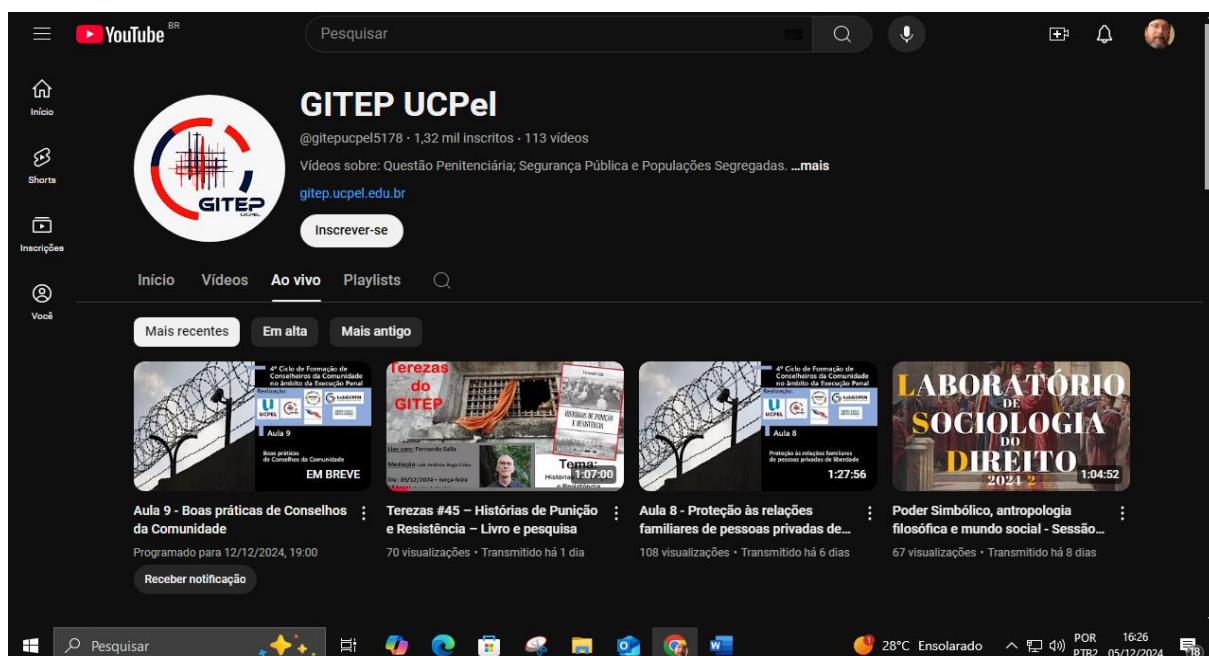 YouTube BR
Pesquisar
Início
Shorts
Inscrições
Você
GITEP
UCPEL
GITEP UCPel
@gitepucpel5178 · 1,32 mil inscritos · 113 vídeos
Vídeos sobre: Questão Penitenciária; Segurança Pública e Populações Segregadas. ...mais
gitep.ucpel.edu.br
Inscrever-se
Início Vídeos Ao vivo Playlists
Mais recentes Em alta Mais antigo
4º Ciclo de Formação de
Conselheiros da Comunidade
no âmbito da Execução Penal
Realização:
UCPEL
Aula 9
Boas práticas
de Conselhos da Comunidade
EM BREVE
Aula 9 - Boas práticas de Conselhos
da Comunidade
Programado para 12/12/2024, 19:00
Receber notificação
Terezas
do
GITEP
HISTÓRIAS DE PUNIÇÃO
E RESISTÊNCIA
Live com: Fernando Salla
Tema:
1:07:00
Terezas #45 – Histórias de Punição
e Resistência – Livro e pesquisa
70 visualizações • Transmitido há 1 dia
4º Ciclo de Formação de
Conselheiros da Comunidade
no âmbito da Execução Penal
Realização:
UCPEL
Aula 8
Proteção às relações familiares
de pessoas privadas de liberdade
1:27:56
Aula 8 - Proteção às relações
familiares de pessoas privadas de...
108 visualizações • Transmitido há 6 dias
LABORATÓRIO
DE
SOCIOLOGIA
DO
DIREITO
2024-2
1:04:52
Poder Simbólico, antropologia
filosófica e mundo social - Sessão...
67 visualizações • Transmitido há 8 dias
Pesquisar
28°C Ensolarado
POR
PTB2
16:26
05/12/2024
18